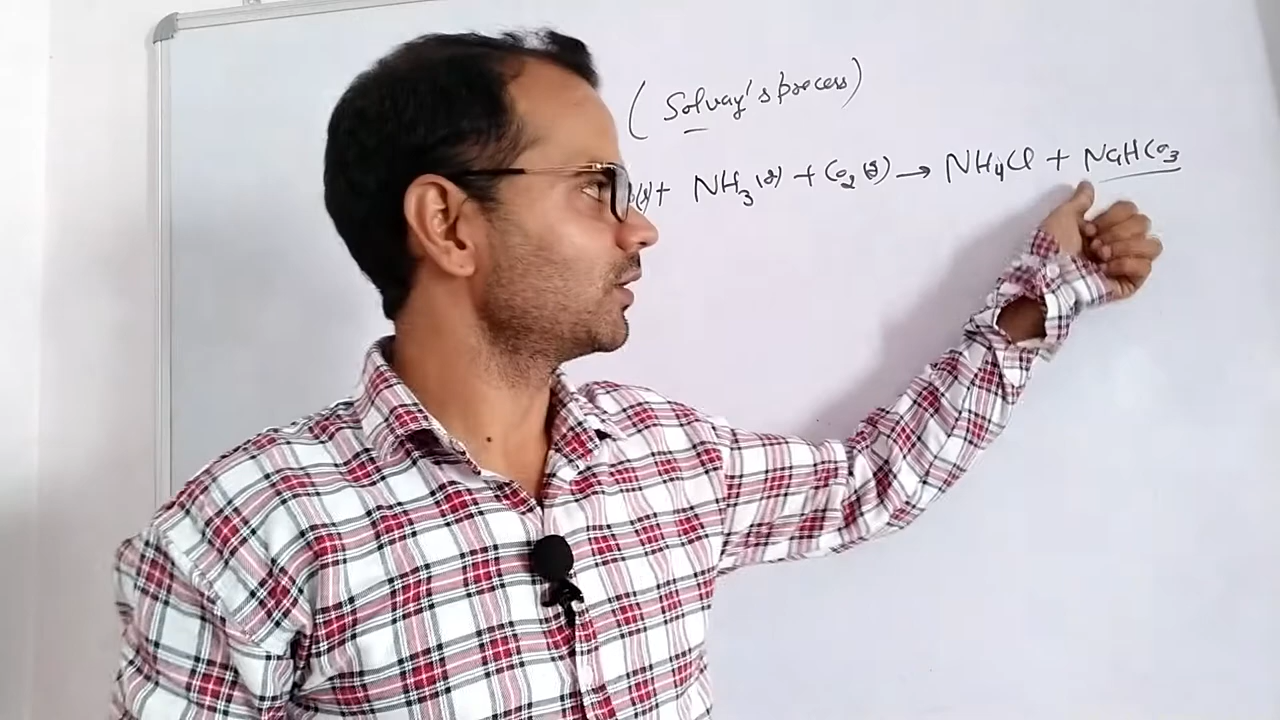 (Solvay's process)
+ NH3(g) + CO2(g) → NH4Cl + NaHCO3